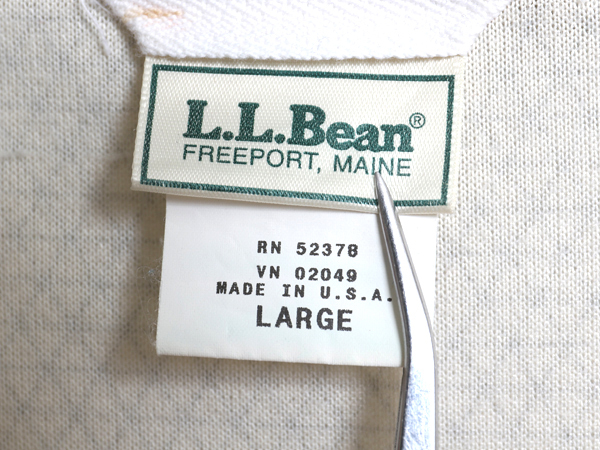 L.L.Bean®
FREEPORT, MAINE
RN 52378
VN 02049
MADE IN U.S.A.
LARGE